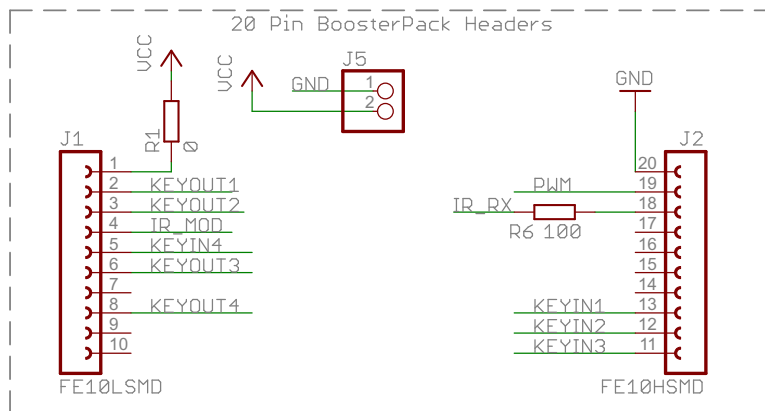 20 Pin BoosterPack Headers
VCC
VCC
J5
GND
1
2
GND
R1
0
J1
J2
1
2 KEYOUT1
3 KEYOUT2
4 IR_MOD
5 KEYIN4
6 KEYOUT3
7
8 KEYOUT4
9
10
FE10LSMD
20
PWM 19
IR_RX 18
R6 100
17
16
15
14
KEYIN1 13
KEYIN2 12
KEYIN3 11
FE10HSMD